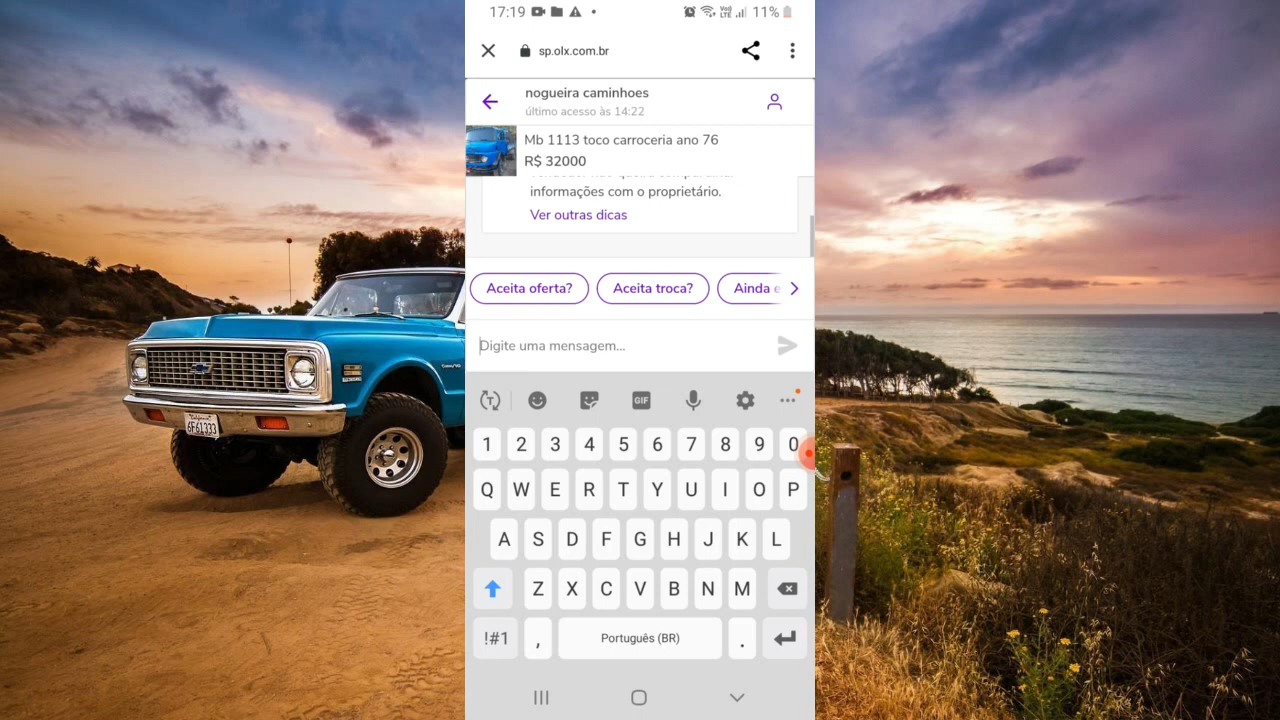 17:19
11%
sp.olx.com.br
nogueira caminhoes
último acesso às 14:22
Mb 1113 toco carroceria ano 76
R$ 32000
informações com o proprietário.
Ver outras dicas
Aceita oferta?
Aceita troca?
Ainda e
Digite uma mensagem...
GIF
1 2 3 4 5 6 7 8 9 0
Q W E R T Y U I O P
A S D F G H J K L
Z X C V B N M
!#1 , Português (BR) .
6F61333